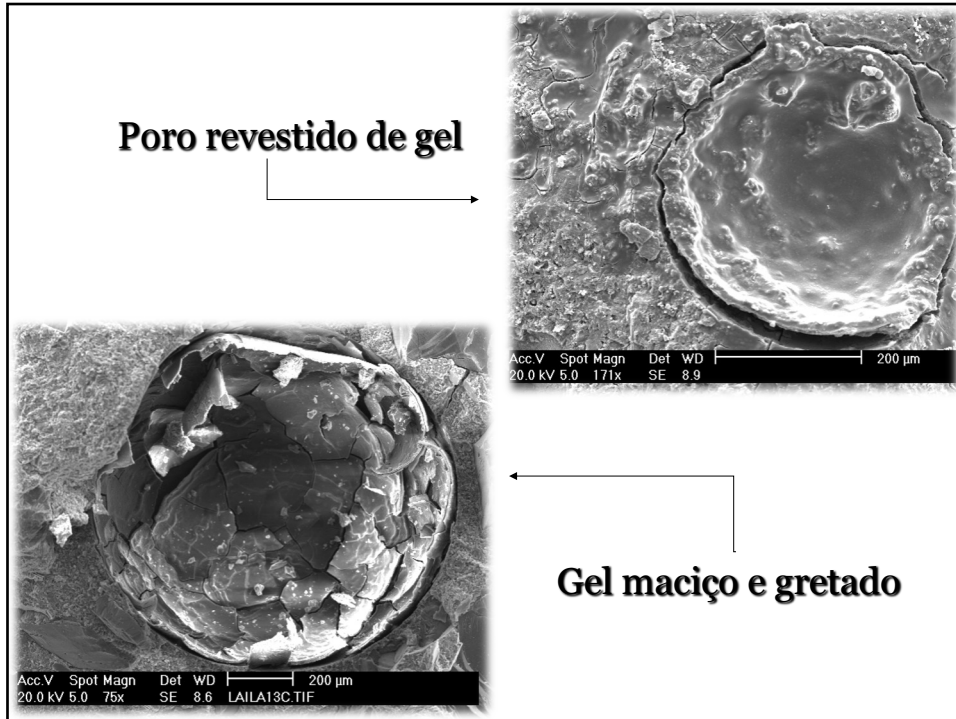 Poro revestido de gel
Acc.V Spot Magn Det WD 200 µm
20.0 kV 5.0 171x SE 8.9
Gel maciço e gretado
Acc.V Spot Magn Det WD 200 µm
20.0 kV 5.0 75x SE 8.6 LAILA13C.TIF